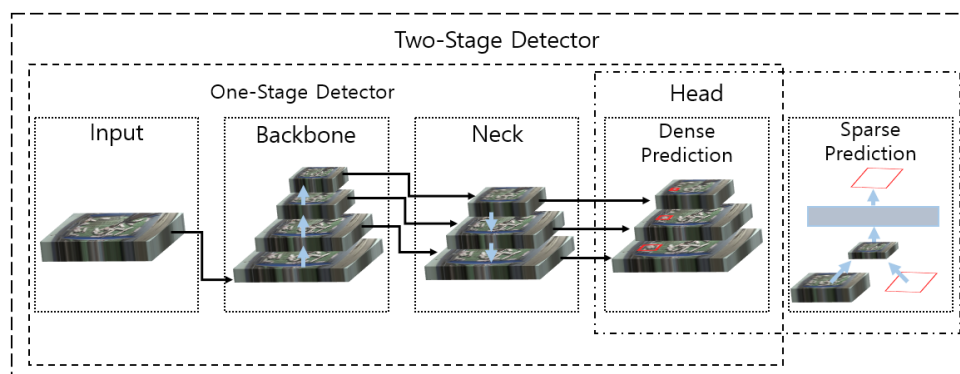 Two-Stage Detector
One-Stage Detector
Head
Input
Backbone
Neck
Dense
Prediction
Sparse
Prediction